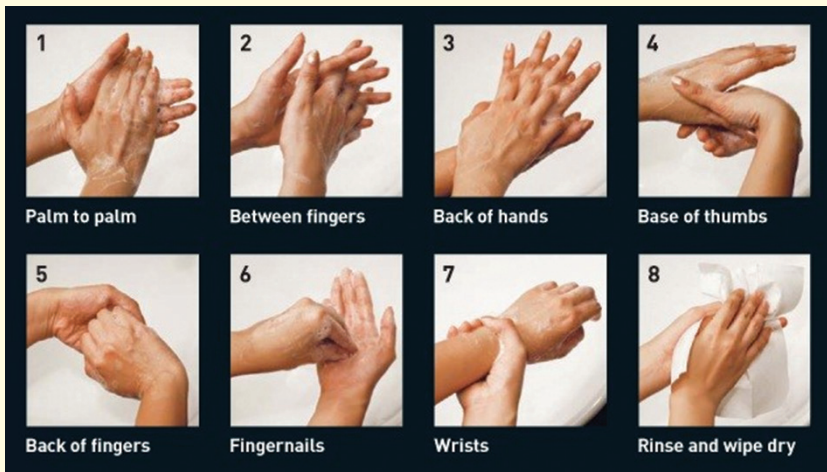 1
Palm to palm
2
Between fingers
3
Back of hands
4
Base of thumbs
5
Back of fingers
6
Fingernails
7
Wrists
8
Rinse and wipe dry